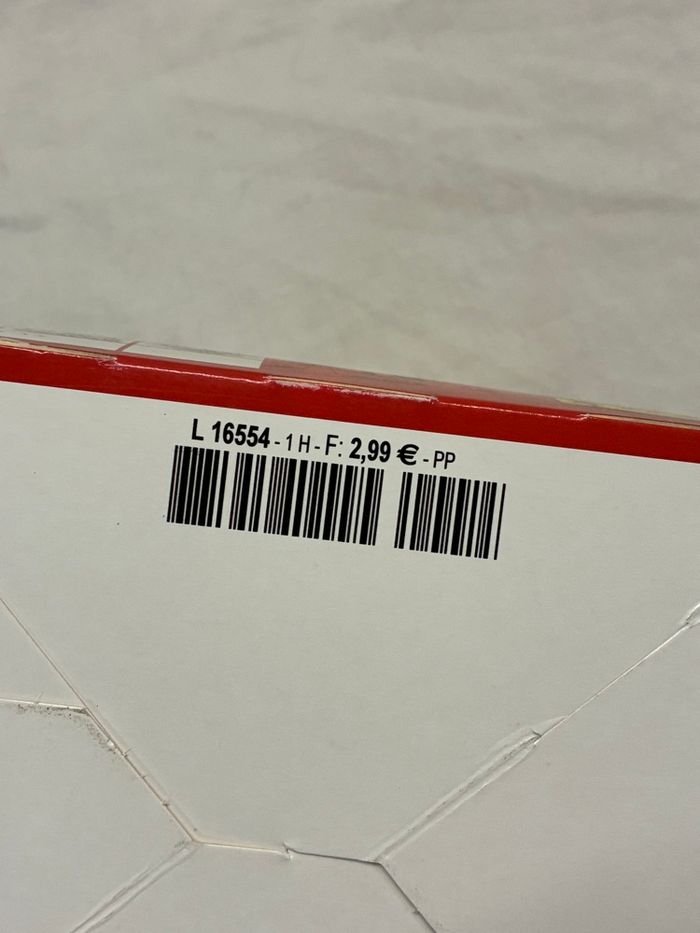 L 16554 - 1 H - F: 2,99 € - PP